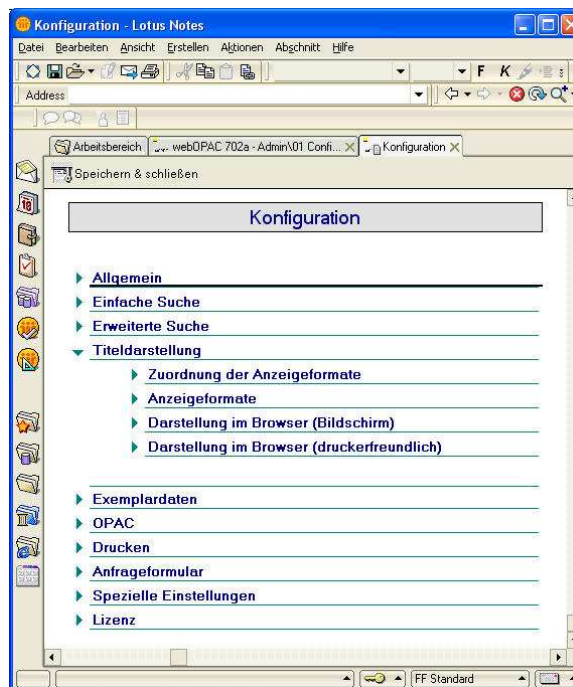 Konfiguration - Lotus Notes
Datei Bearbeiten Ansicht Erstellen Aktionen Abschnitt Hilfe
F K
Address
Arbeitsbereich webOPAC 702a - Admin\01 Confi... Konfiguration
Speichern & schließen
Konfiguration
Allgemein
Einfache Suche
Erweiterte Suche
Titeldarstellung
Zuordnung der Anzeigeformate
Anzeigeformate
Darstellung im Browser (Bildschirm)
Darstellung im Browser (druckerfreundlich)
Exemplardaten
OPAC
Drucken
Anfrageformular
Spezielle Einstellungen
Lizenz
FF Standard